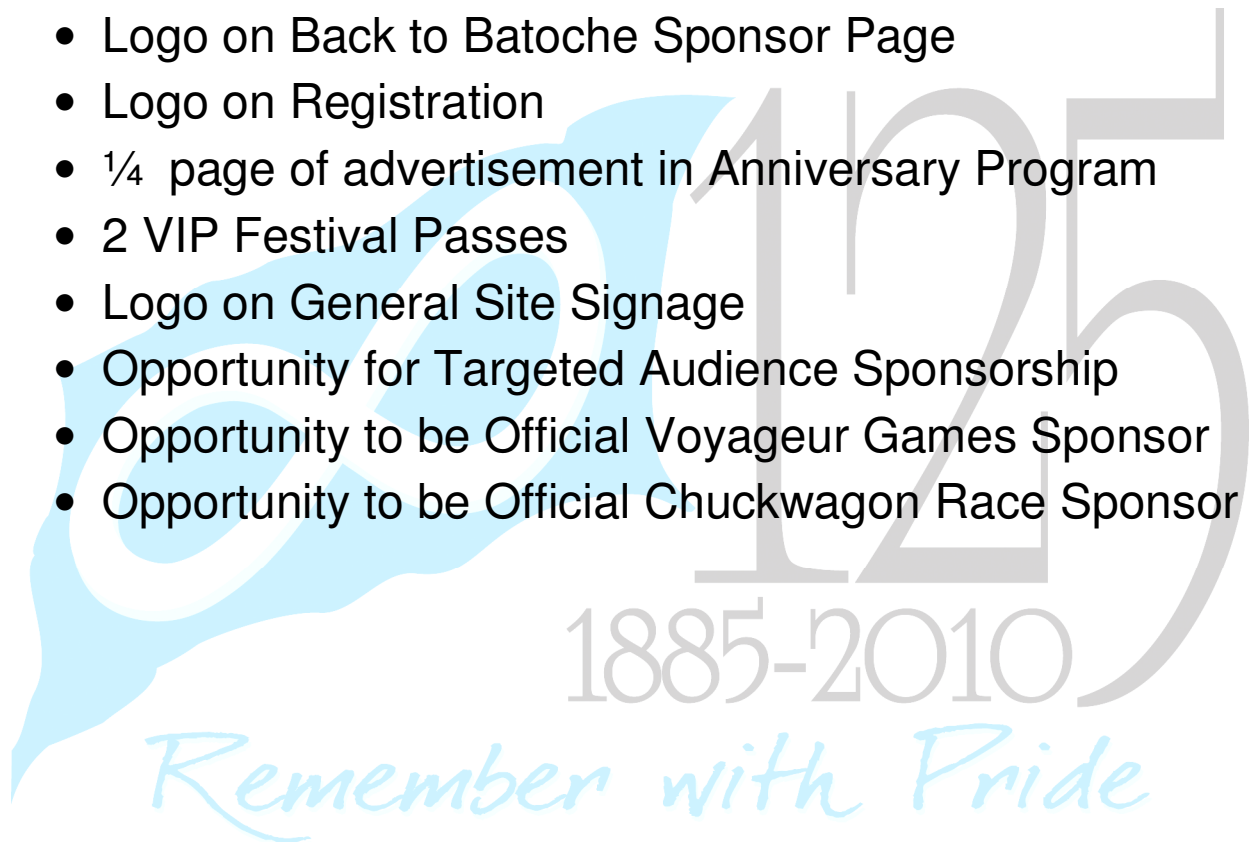 • Logo on Back to Batoche Sponsor Page
• Logo on Registration
• ¼ page of advertisement in Anniversary Program
• 2 VIP Festival Passes
• Logo on General Site Signage
• Opportunity for Targeted Audience Sponsorship
• Opportunity to be Official Voyageur Games Sponsor
• Opportunity to be Official Chuckwagon Race Sponsor
125
1885-2010
Remember with Pride